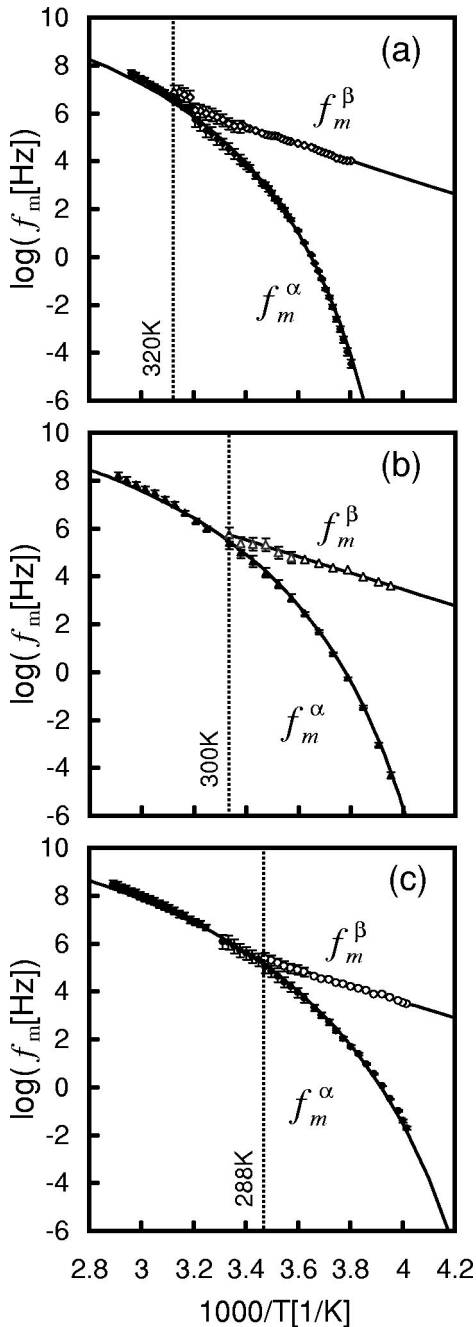 (a)
10
8
6
4
2
0
-2
-4
-6
log(f_m[Hz])
f_m^β
f_m^α
320K
(b)
10
8
6
4
2
0
-2
-4
-6
log(f_m[Hz])
f_m^β
f_m^α
300K
(c)
10
8
6
4
2
0
-2
-4
-6
log(f_m[Hz])
f_m^β
f_m^α
288K
2.8 3 3.2 3.4 3.6 3.8 4 4.2
1000/T[1/K]